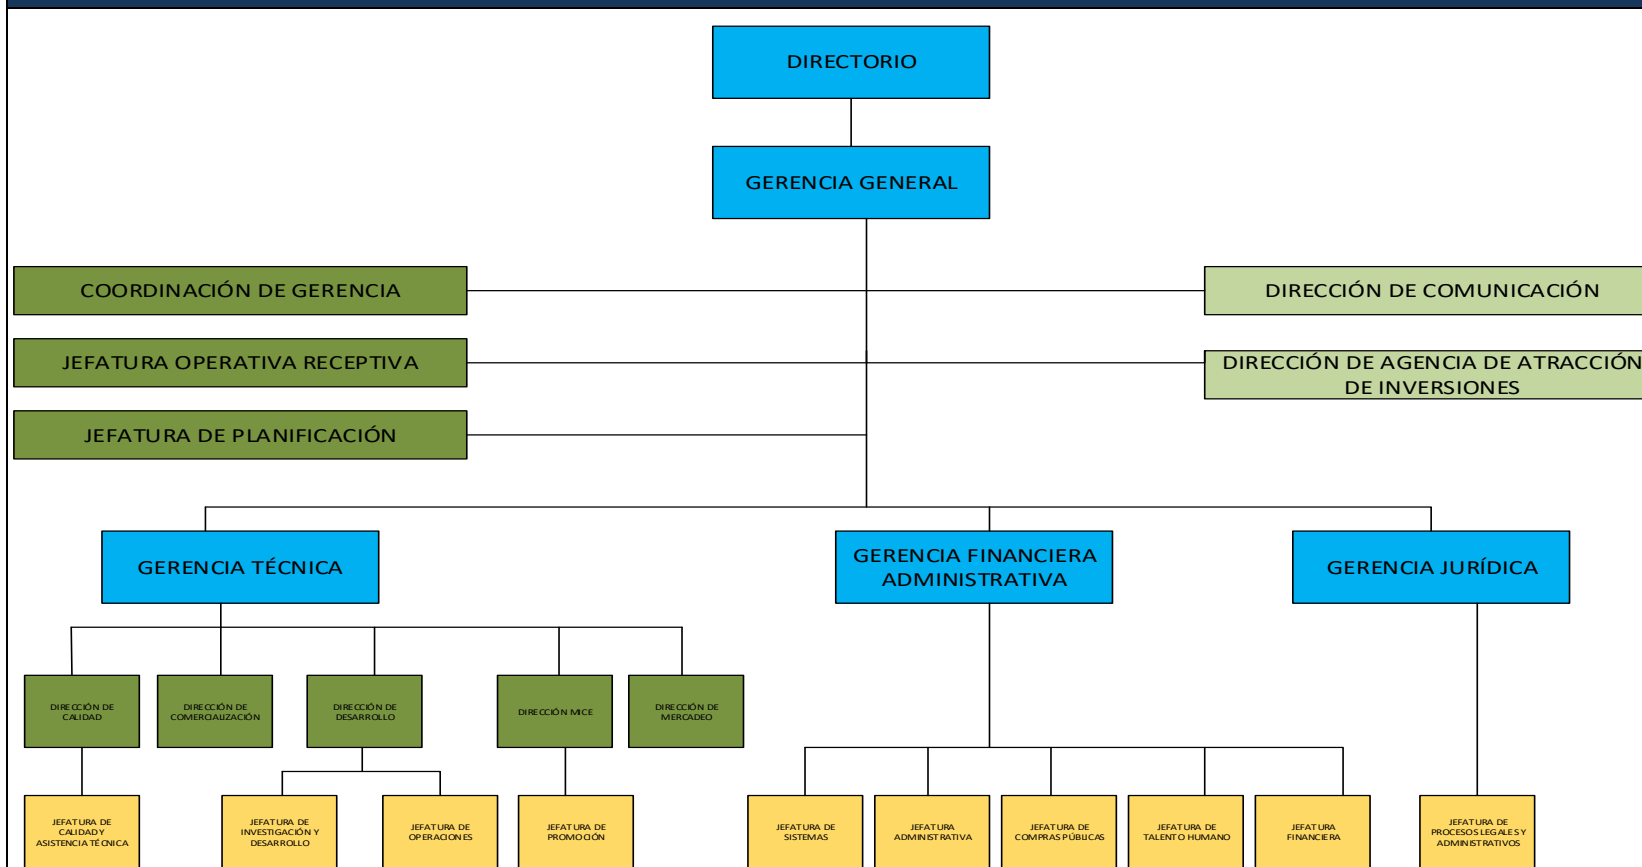 DIRECTORIO
GERENCIA GENERAL
COORDINACIÓN DE GERENCIA
DIRECCIÓN DE COMUNICACIÓN
JEFATURA OPERATIVA RECEPTIVA
DIRECCIÓN DE AGENCIA DE ATRACCIÓN
DE INVERSIONES
JEFATURA DE PLANIFICACIÓN
GERENCIA TÉCNICA
GERENCIA FINANCIERA
ADMINISTRATIVA
GERENCIA JURÍDICA
DIRECCIÓN DE
CALIDAD
DIRECCIÓN DE
COMERCIALIZACIÓN
DIRECCIÓN DE
DESARROLLO
DIRECCIÓN MICE
DIRECCIÓN DE
MERCADEO
JEFATURA DE
CALIDAD Y
ASISTENCIA TÉCNICA
JEFATURA DE
INVESTIGACIÓN Y
DESARROLLO
JEFATURA DE
OPERACIONES
JEFATURA DE
PROMOCIÓN
JEFATURA DE
SISTEMAS
JEFATURA
ADMINISTRATIVA
JEFATURA DE
COMPRAS PÚBLICAS
JEFATURA DE
TALENTO HUMANO
JEFATURA
FINANCIERA
JEFATURA DE
PROCESOS LEGALES Y
ADMINISTRATIVOS